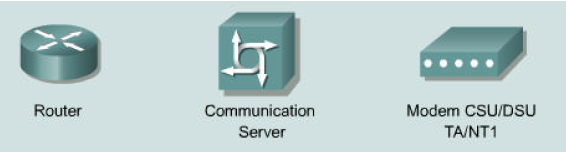 Router
Communication
Server
Modem CSU/DSU
TA/NT1